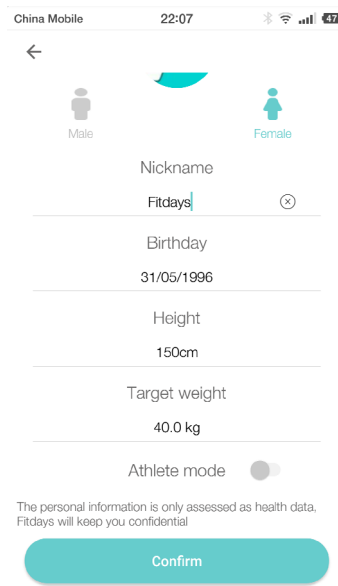 China Mobile 22:07 47
Male Female
Nickname
Fitdays
Birthday
31/05/1996
Height
150cm
Target weight
40.0 kg
Athlete mode
The personal information is only assessed as health data,
Fitdays will keep you confidential
Confirm